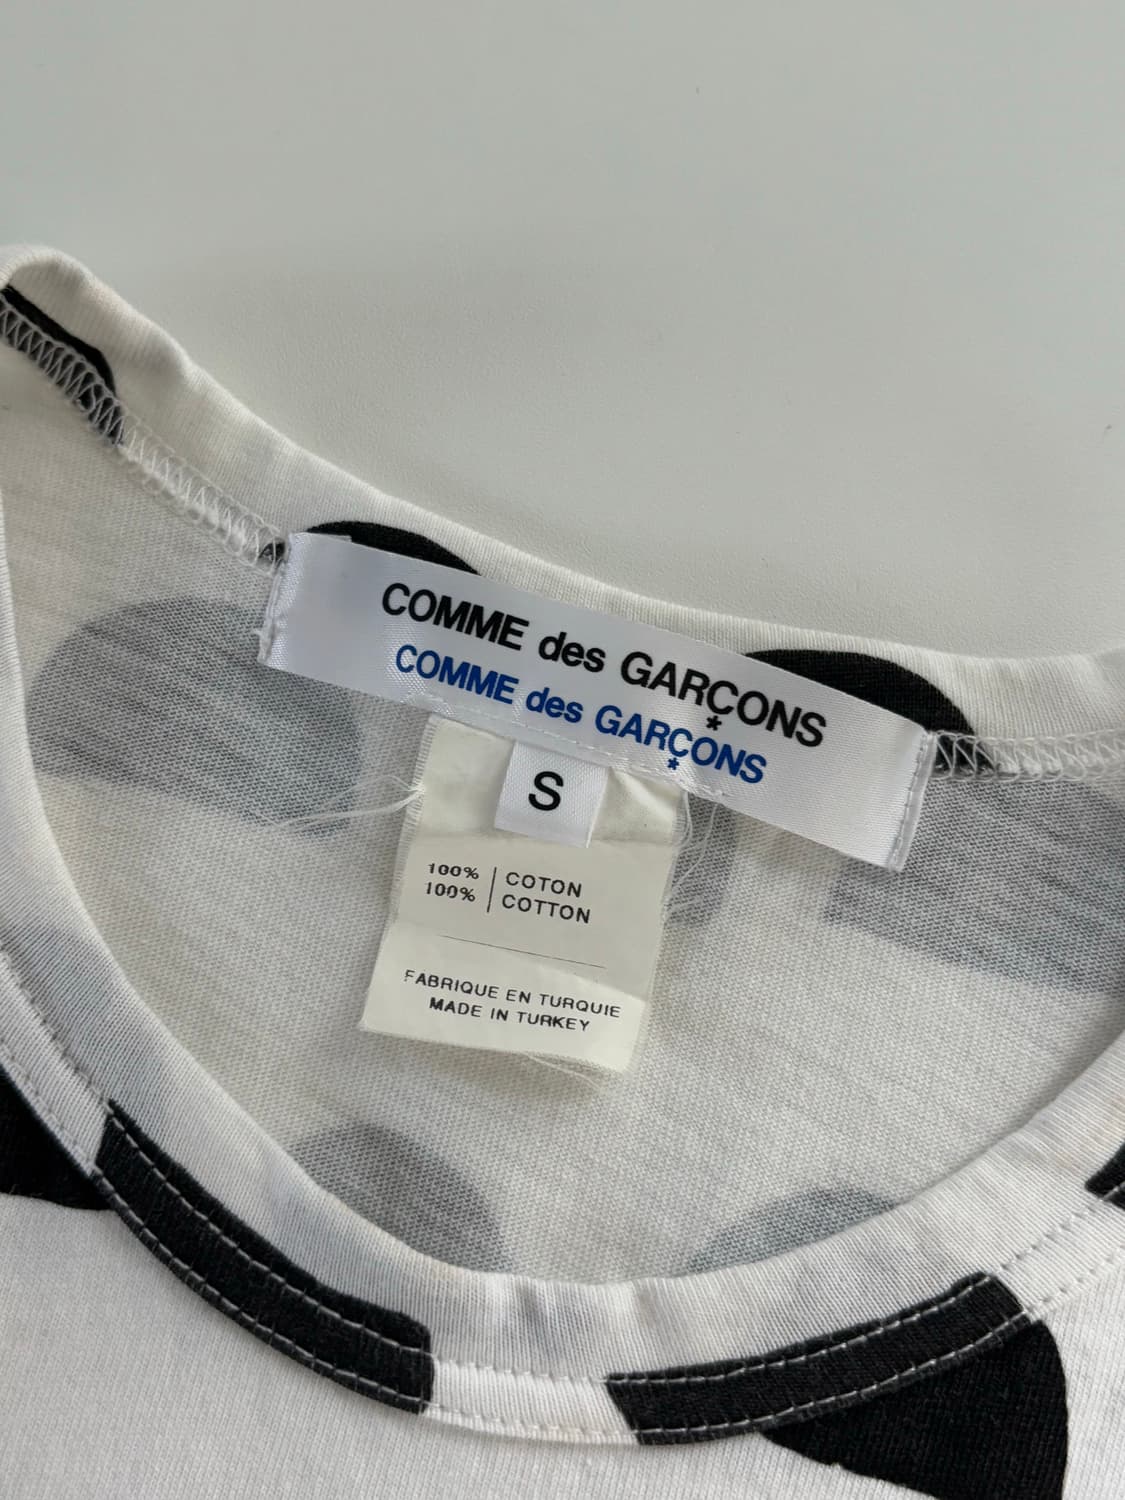 COMME des GARÇONS
COMME des GARÇONS
S
100% | COTON
100% | COTTON
FABRIQUE EN TURQUIE
MADE IN TURKEY